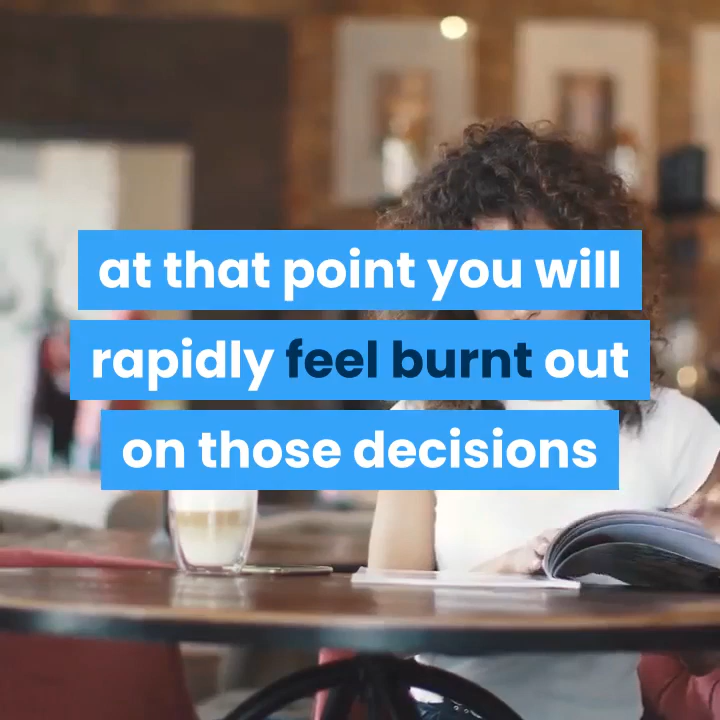 at that point you will
rapidly feel burnt out
on those decisions